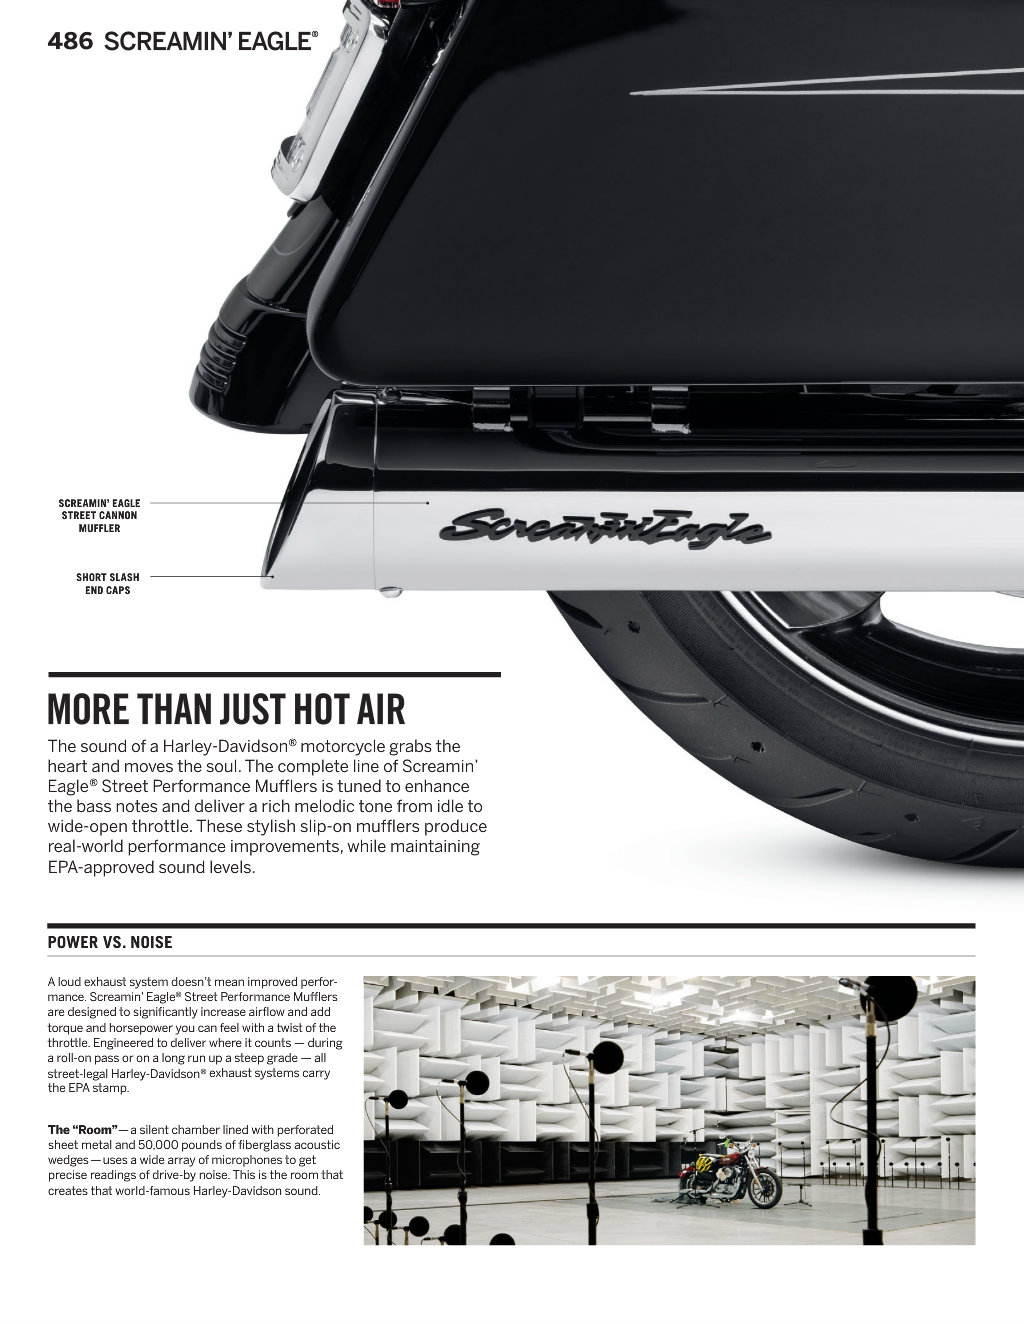 486 SCREAMIN’ EAGLE®
SCREAMIN’ EAGLE
STREET CANNON
MUFFLER
Screamin’ Eagle
SHORT SLASH
END CAPS
MORE THAN JUST HOT AIR
The sound of a Harley-Davidson® motorcycle grabs the
heart and moves the soul. The complete line of Screamin’
Eagle® Street Performance Mufflers is tuned to enhance
the bass notes and deliver a rich melodic tone from idle to
wide-open throttle. These stylish slip-on mufflers produce
real-world performance improvements, while maintaining
EPA-approved sound levels.
POWER VS. NOISE
A loud exhaust system doesn’t mean improved perfor-
mance. Screamin’ Eagle® Street Performance Mufflers
are designed to significantly increase airflow and add
torque and horsepower you can feel with a twist of the
throttle. Engineered to deliver where it counts — during
a roll-on pass or on a long run up a steep grade — all
street-legal Harley-Davidson® exhaust systems carry
the EPA stamp.
The “Room” — a silent chamber lined with perforated
sheet metal and 50,000 pounds of fiberglass acoustic
wedges — uses a wide array of microphones to get
precise readings of drive-by noise. This is the room that
creates that world-famous Harley-Davidson sound.